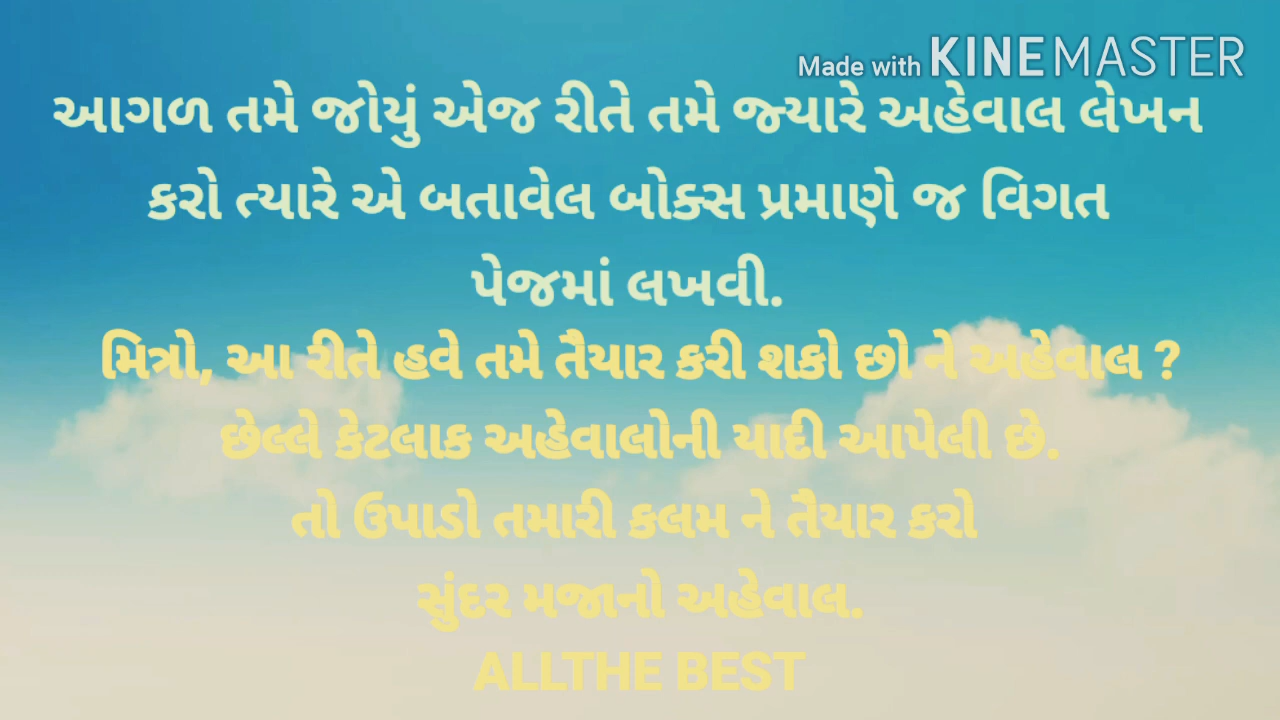 Made with KINEMASTER
આગળ તમે જોયું એજ રીતે તમે જ્યારે અહેવાલ લેખન
કરો ત્યારે એ બતાવેલ બોક્સ પ્રમાણે જ વિગત
પેજમાં લખવી.
મિત્રો, આ રીતે હવે તમે તૈયાર કરી શકો છો ને અહેવાલ ?
છેલ્લે કેટલાક અહેવાલોની યાદી આપેલી છે.
તો ઉપાડો તમારી કલમ ને તૈયાર કરો
સુંદર મજાનો અહેવાલ.
ALLTHE BEST